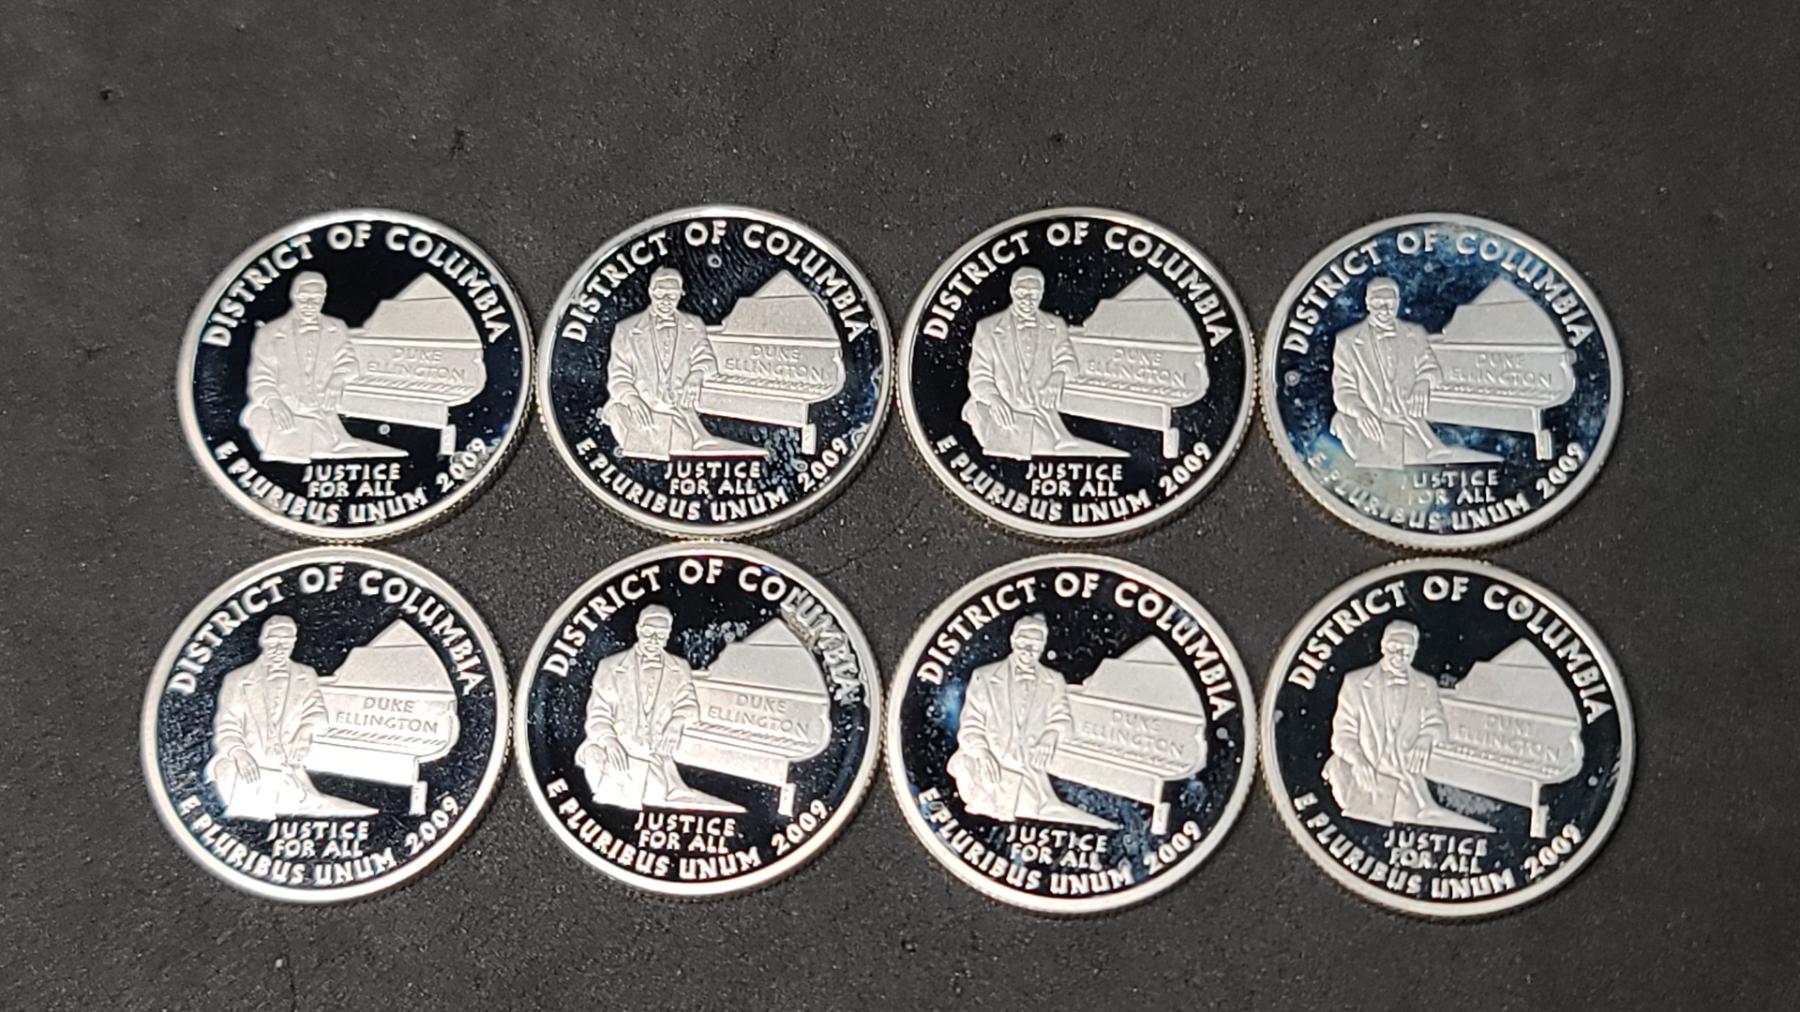 DISTRICT OF COLUMBIA
DUKE
ELLINGTON
JUSTICE
FOR ALL
E PLURIBUS UNUM 2009
DISTRICT OF COLUMBIA
DUKE
ELLINGTON
JUSTICE
FOR ALL
E PLURIBUS UNUM 2009
DISTRICT OF COLUMBIA
DUKE
ELLINGTON
JUSTICE
FOR ALL
E PLURIBUS UNUM 2009
DISTRICT OF COLUMBIA
DUKE
ELLINGTON
JUSTICE
FOR ALL
E PLURIBUS UNUM 2009
DISTRICT OF COLUMBIA
DUKE
ELLINGTON
JUSTICE
FOR ALL
E PLURIBUS UNUM 2009
DISTRICT OF COLUMBIA
DUKE
ELLINGTON
JUSTICE
FOR ALL
E PLURIBUS UNUM 2009
DISTRICT OF COLUMBIA
DUKE
ELLINGTON
JUSTICE
FOR ALL
E PLURIBUS UNUM 2009
DISTRICT OF COLUMBIA
DUKE
ELLINGTON
JUSTICE
FOR ALL
E PLURIBUS UNUM 2009